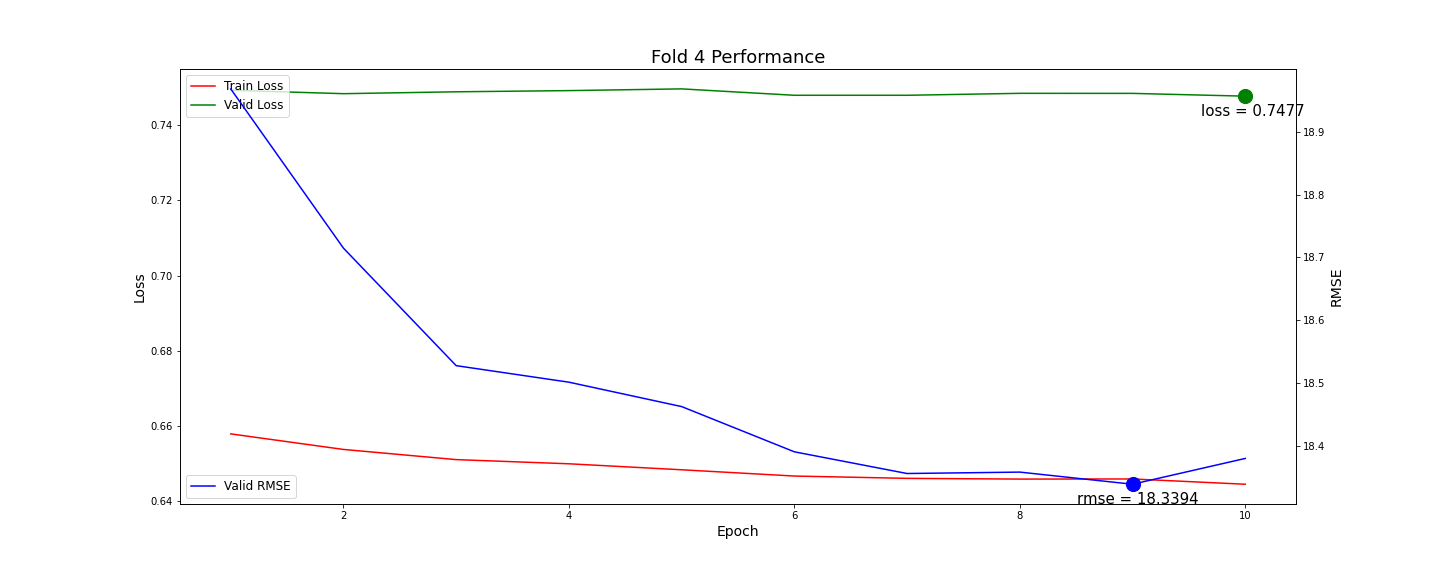 Fold 4 Performance
Train Loss
Valid Loss
loss = 0.7477
0.74
0.72
0.70
0.68
0.66
0.64
Loss
18.9
18.8
18.7
18.6
18.5
18.4
RMSE
Valid RMSE
rmse = 18.3394
2
4
6
8
10
Epoch